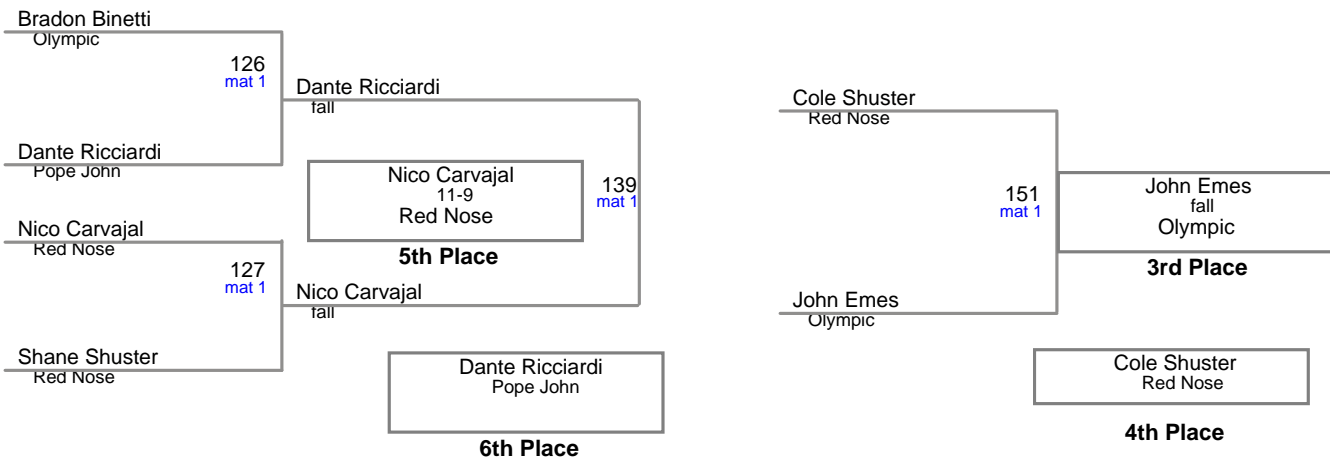 Bradon Binetti
Olympic
126
mat 1
Dante Ricciardi
fall
Dante Ricciardi
Pope John
Nico Carvajal
11-9
Red Nose
5th Place
139
mat 1
Nico Carvajal
Red Nose
127
mat 1
Nico Carvajal
fall
Shane Shuster
Red Nose
Dante Ricciardi
Pope John
6th Place
Cole Shuster
Red Nose
151
mat 1
John Emes
fall
Olympic
3rd Place
John Emes
Olympic
Cole Shuster
Red Nose
4th Place